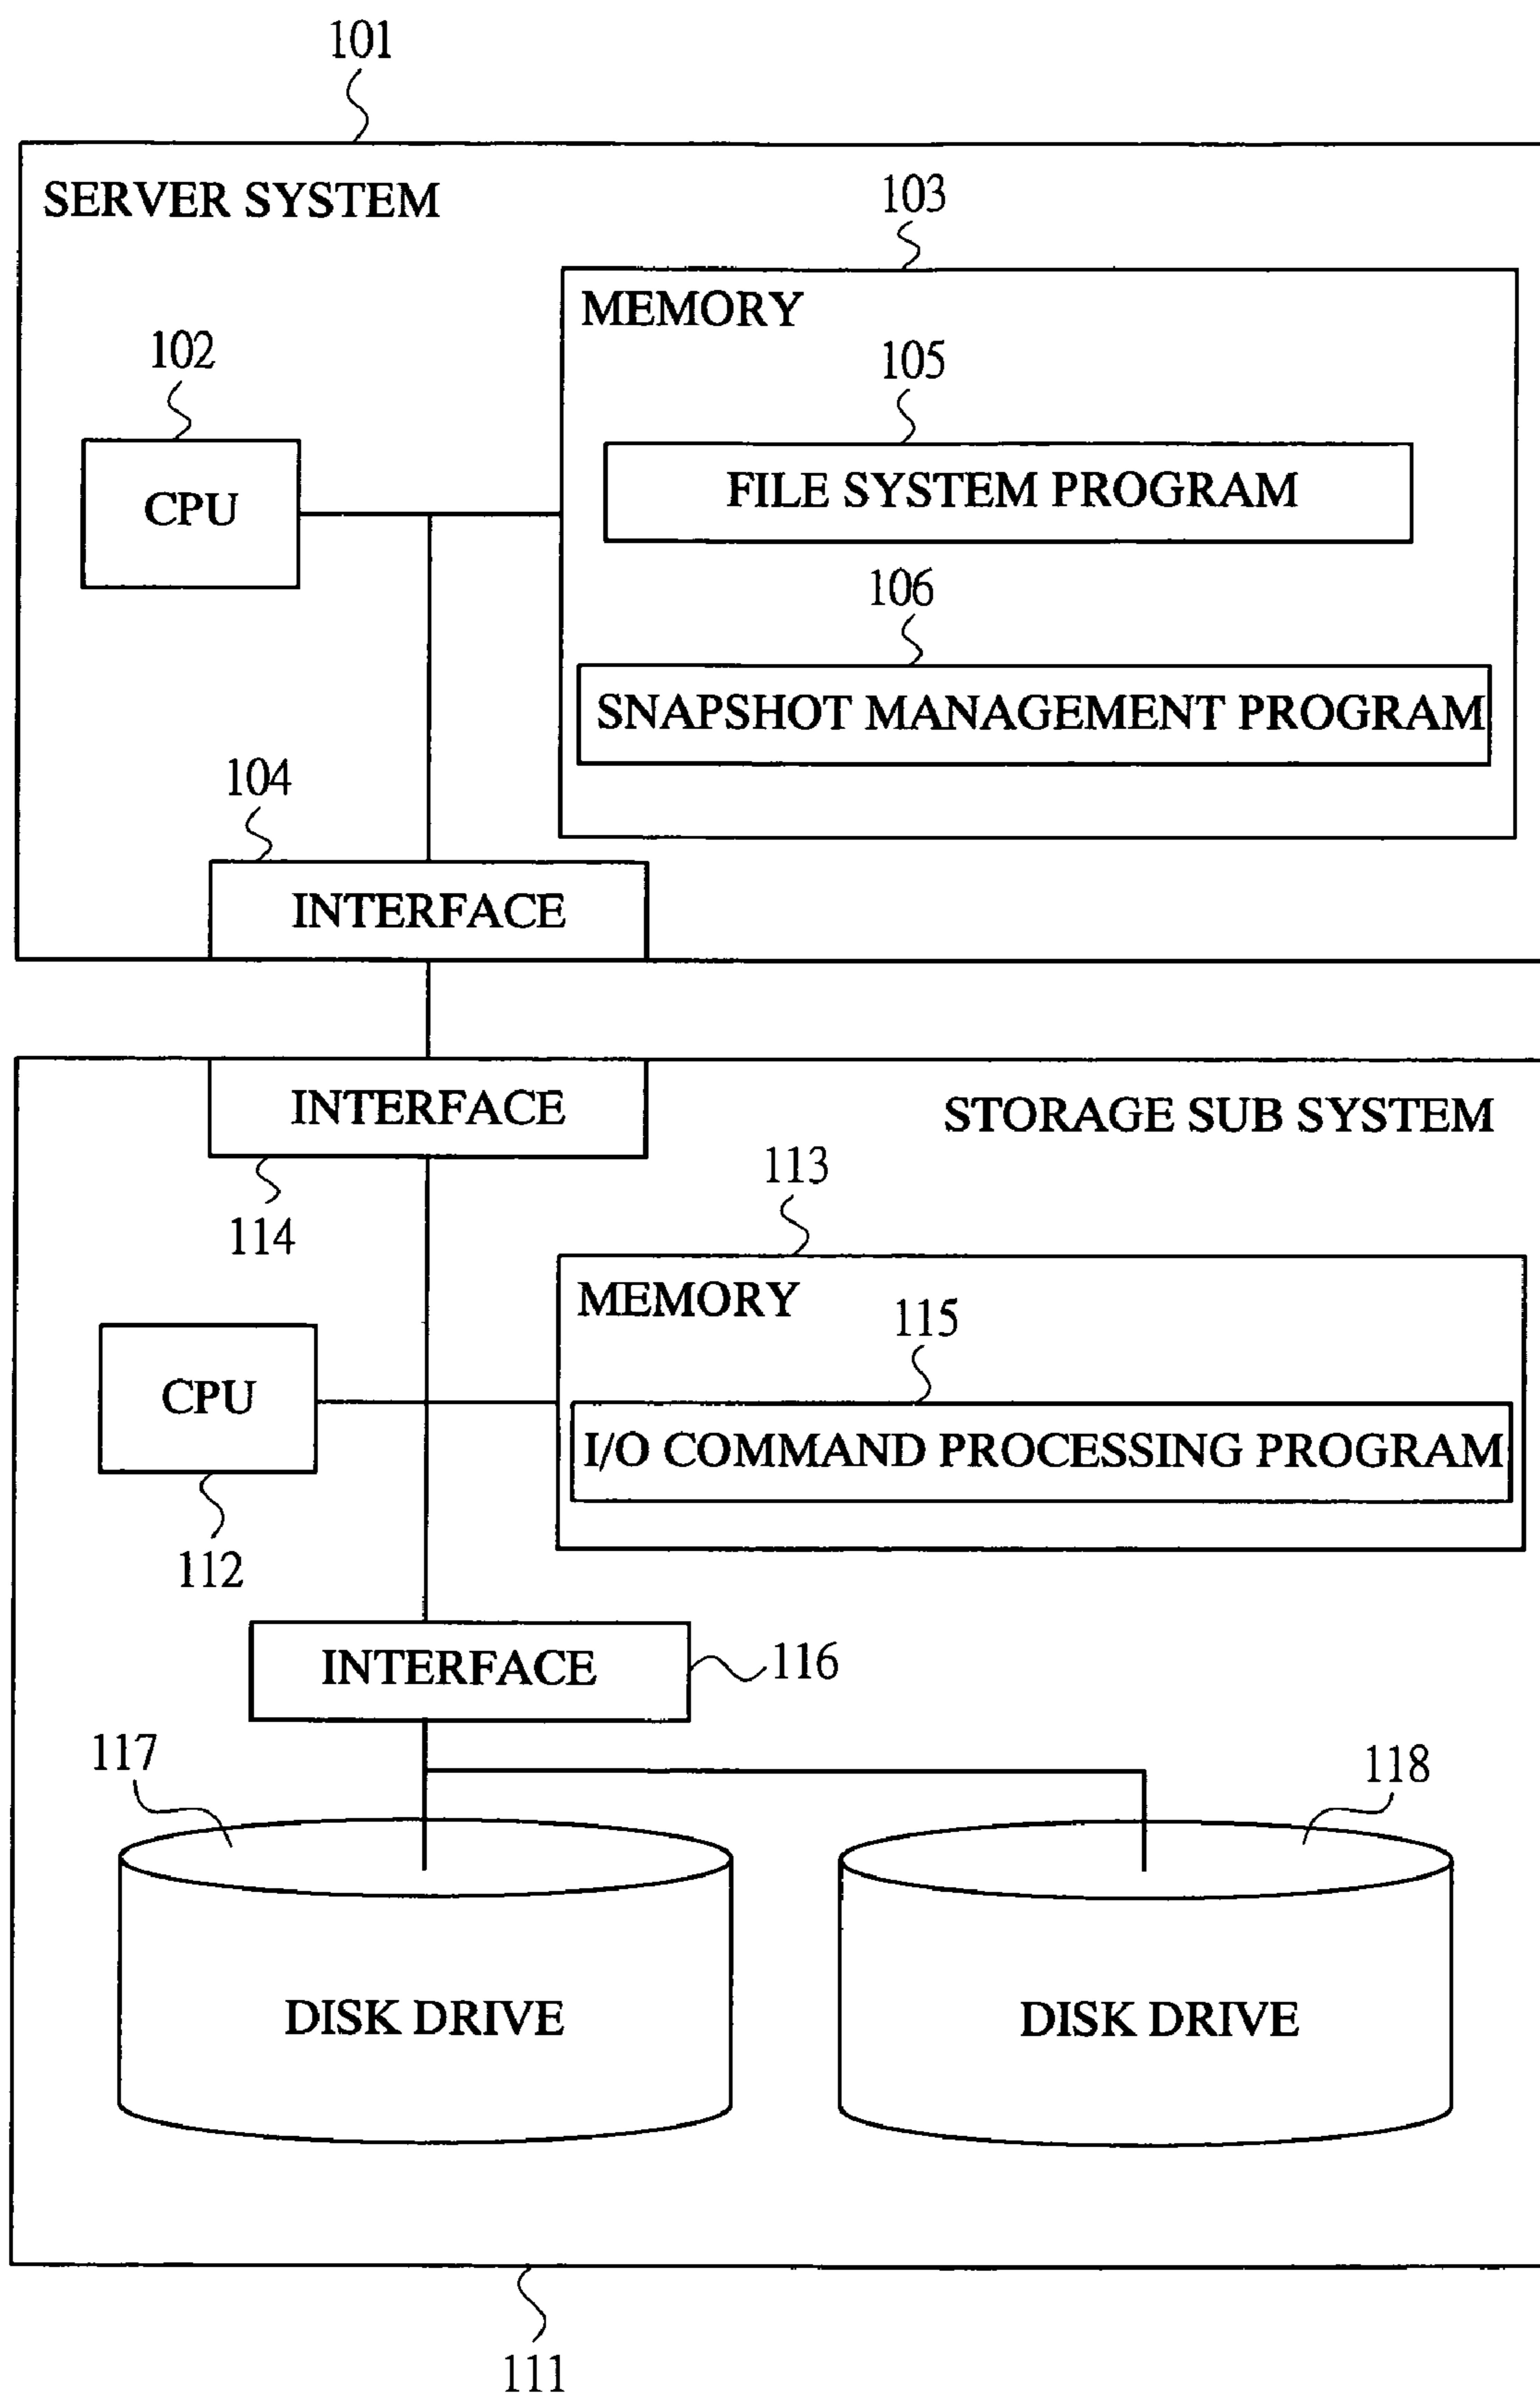 101
SERVER SYSTEM
103
MEMORY
102
105
CPU
FILE SYSTEM PROGRAM
106
SNAPSHOT MANAGEMENT PROGRAM
104
INTERFACE
INTERFACE
STORAGE SUB SYSTEM
114
113
MEMORY
115
CPU
I/O COMMAND PROCESSING PROGRAM
112
INTERFACE
116
117
118
DISK DRIVE
DISK DRIVE
111